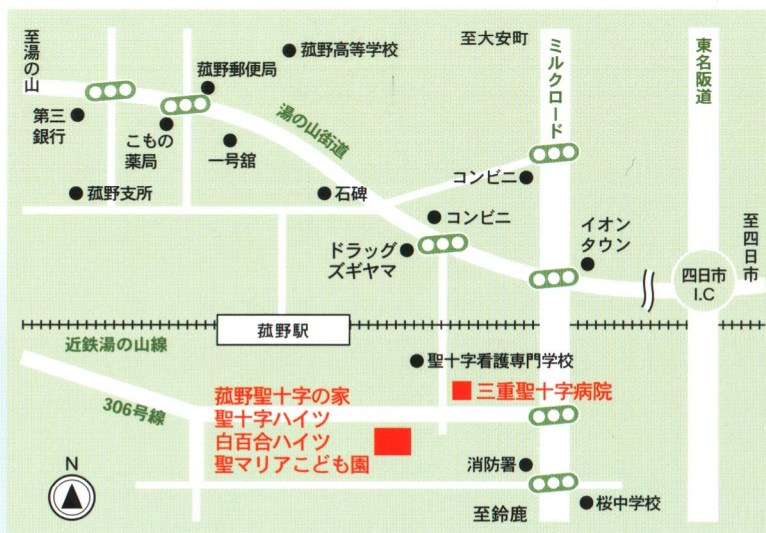 至湯の山
菰野高等学校
至大安町
ミルクロード
東名阪道
菰野郵便局
第三
銀行
こもの
薬局
一号舘
湯の山街道
コンビニ
菰野支所
石碑
コンビニ
イオン
タウン
至四日市
ドラッグ
ズギヤマ
四日市
I.C
菰野駅
近鉄湯の山線
聖十字看護専門学校
三重聖十字病院
306号線
菰野聖十字の家
聖十字ハイツ
白百合ハイツ
聖マリアこども園
N
消防署
桜中学校
至鈴鹿